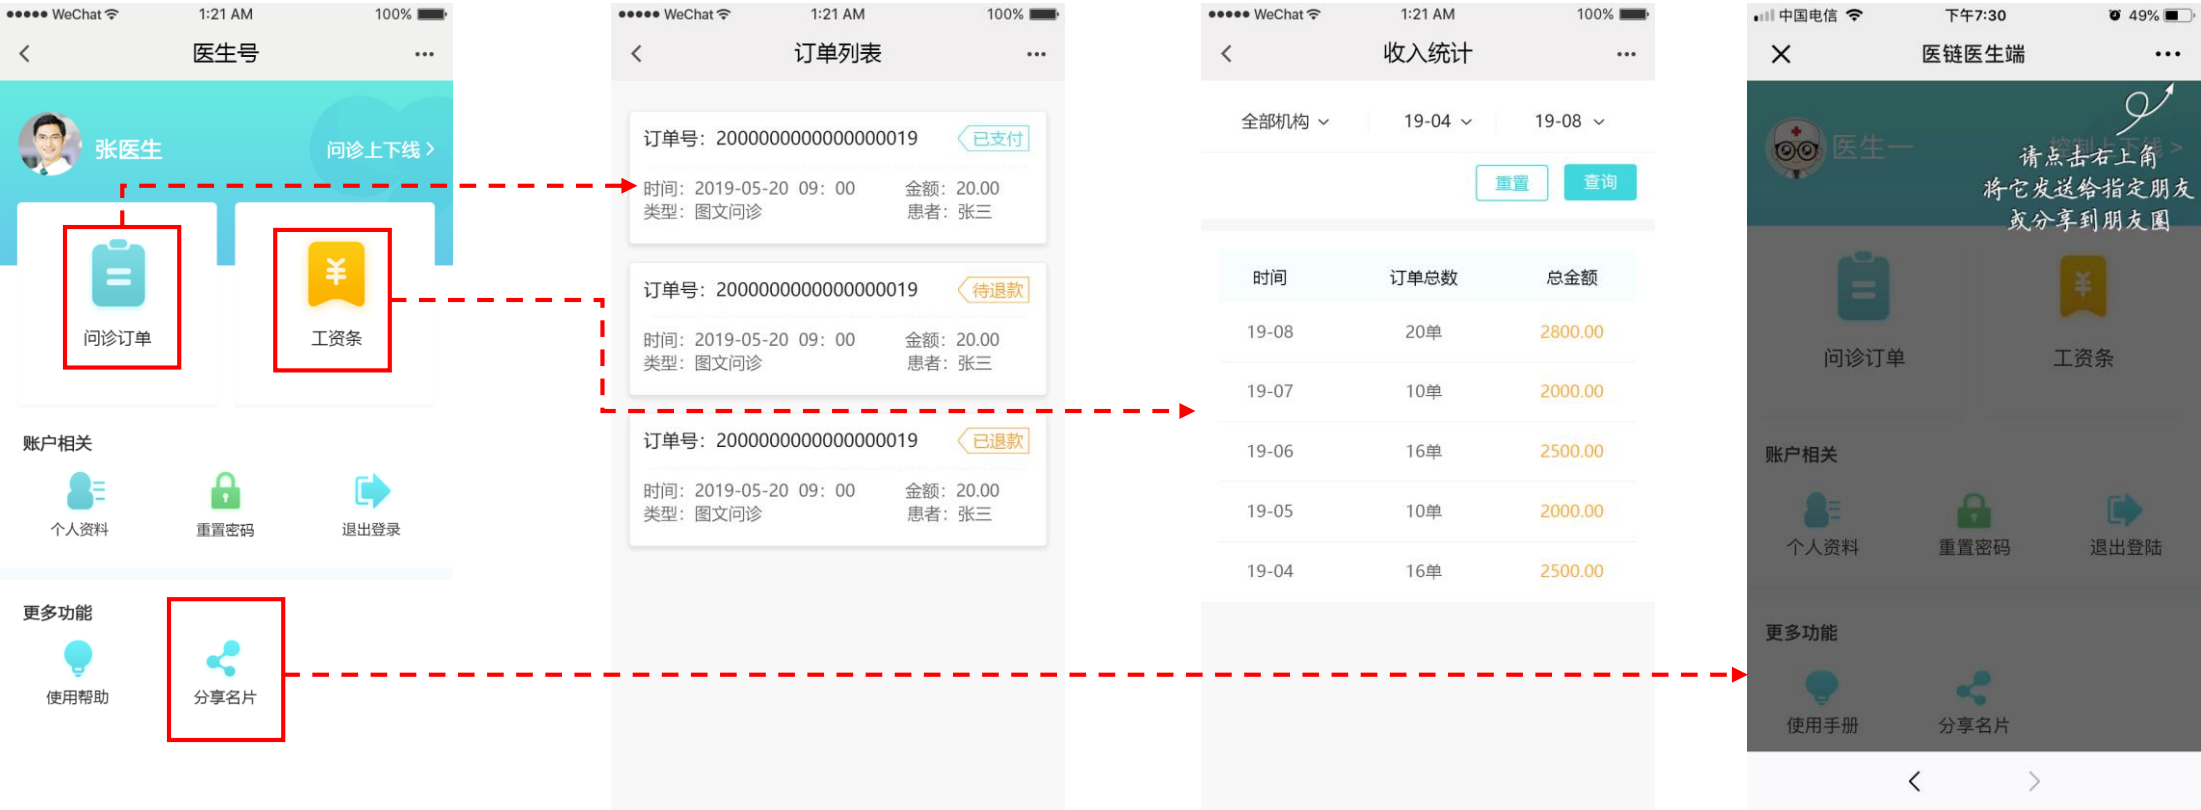 ●●●●● WeChat 1:21 AM 100%
医生号
张医生
问诊上下线 >
问诊订单
工资条
账户相关
个人资料
重置密码
退出登录
更多功能
使用帮助
分享名片
●●●●● WeChat 1:21 AM 100%
订单列表
订单号：2000000000000000019 已支付
时间：2019-05-20 09：00 金额：20.00
类型：图文问诊 患者：张三
订单号：2000000000000000019 待退款
时间：2019-05-20 09：00 金额：20.00
类型：图文问诊 患者：张三
订单号：2000000000000000019 已退款
时间：2019-05-20 09：00 金额：20.00
类型：图文问诊 患者：张三
●●●●● WeChat 1:21 AM 100%
收入统计
全部机构 19-04 19-08
重置 查询
时间 订单总数 总金额
19-08 20单 2800.00
19-07 10单 2000.00
19-06 16单 2500.00
19-05 10单 2000.00
19-04 16单 2500.00
中国电信 下午7:30 49%
医链医生端
医生一
控制上下线 >
请点击右上角
将它发送给指定朋友
或分享到朋友圈
问诊订单
工资条
账户相关
个人资料
重置密码
退出登陆
更多功能
使用手册
分享名片